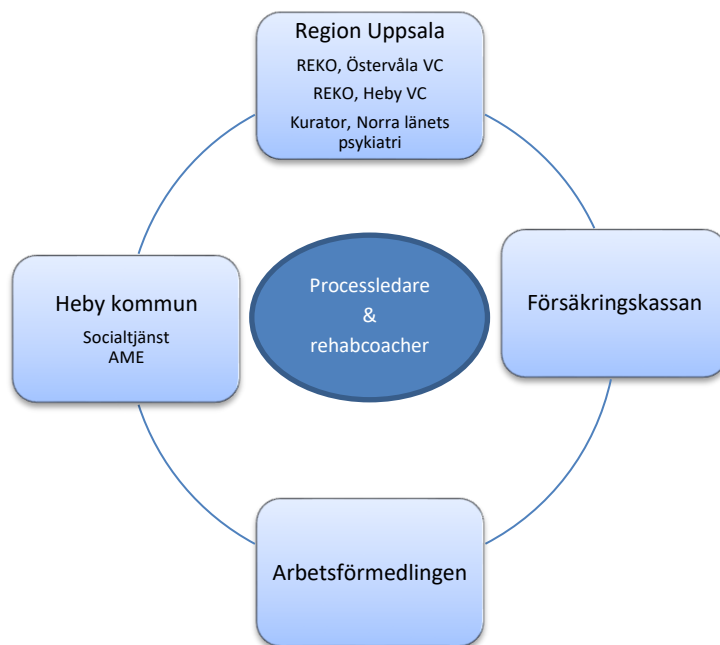 Region Uppsala
REKO, Östervåla VC
REKO, Heby VC
Kurator, Norra länets
psykiatri
Heby kommun
Socialtjänst
AME
Processledare
&
rehabcoacher
Försäkringskassan
Arbetsförmedlingen